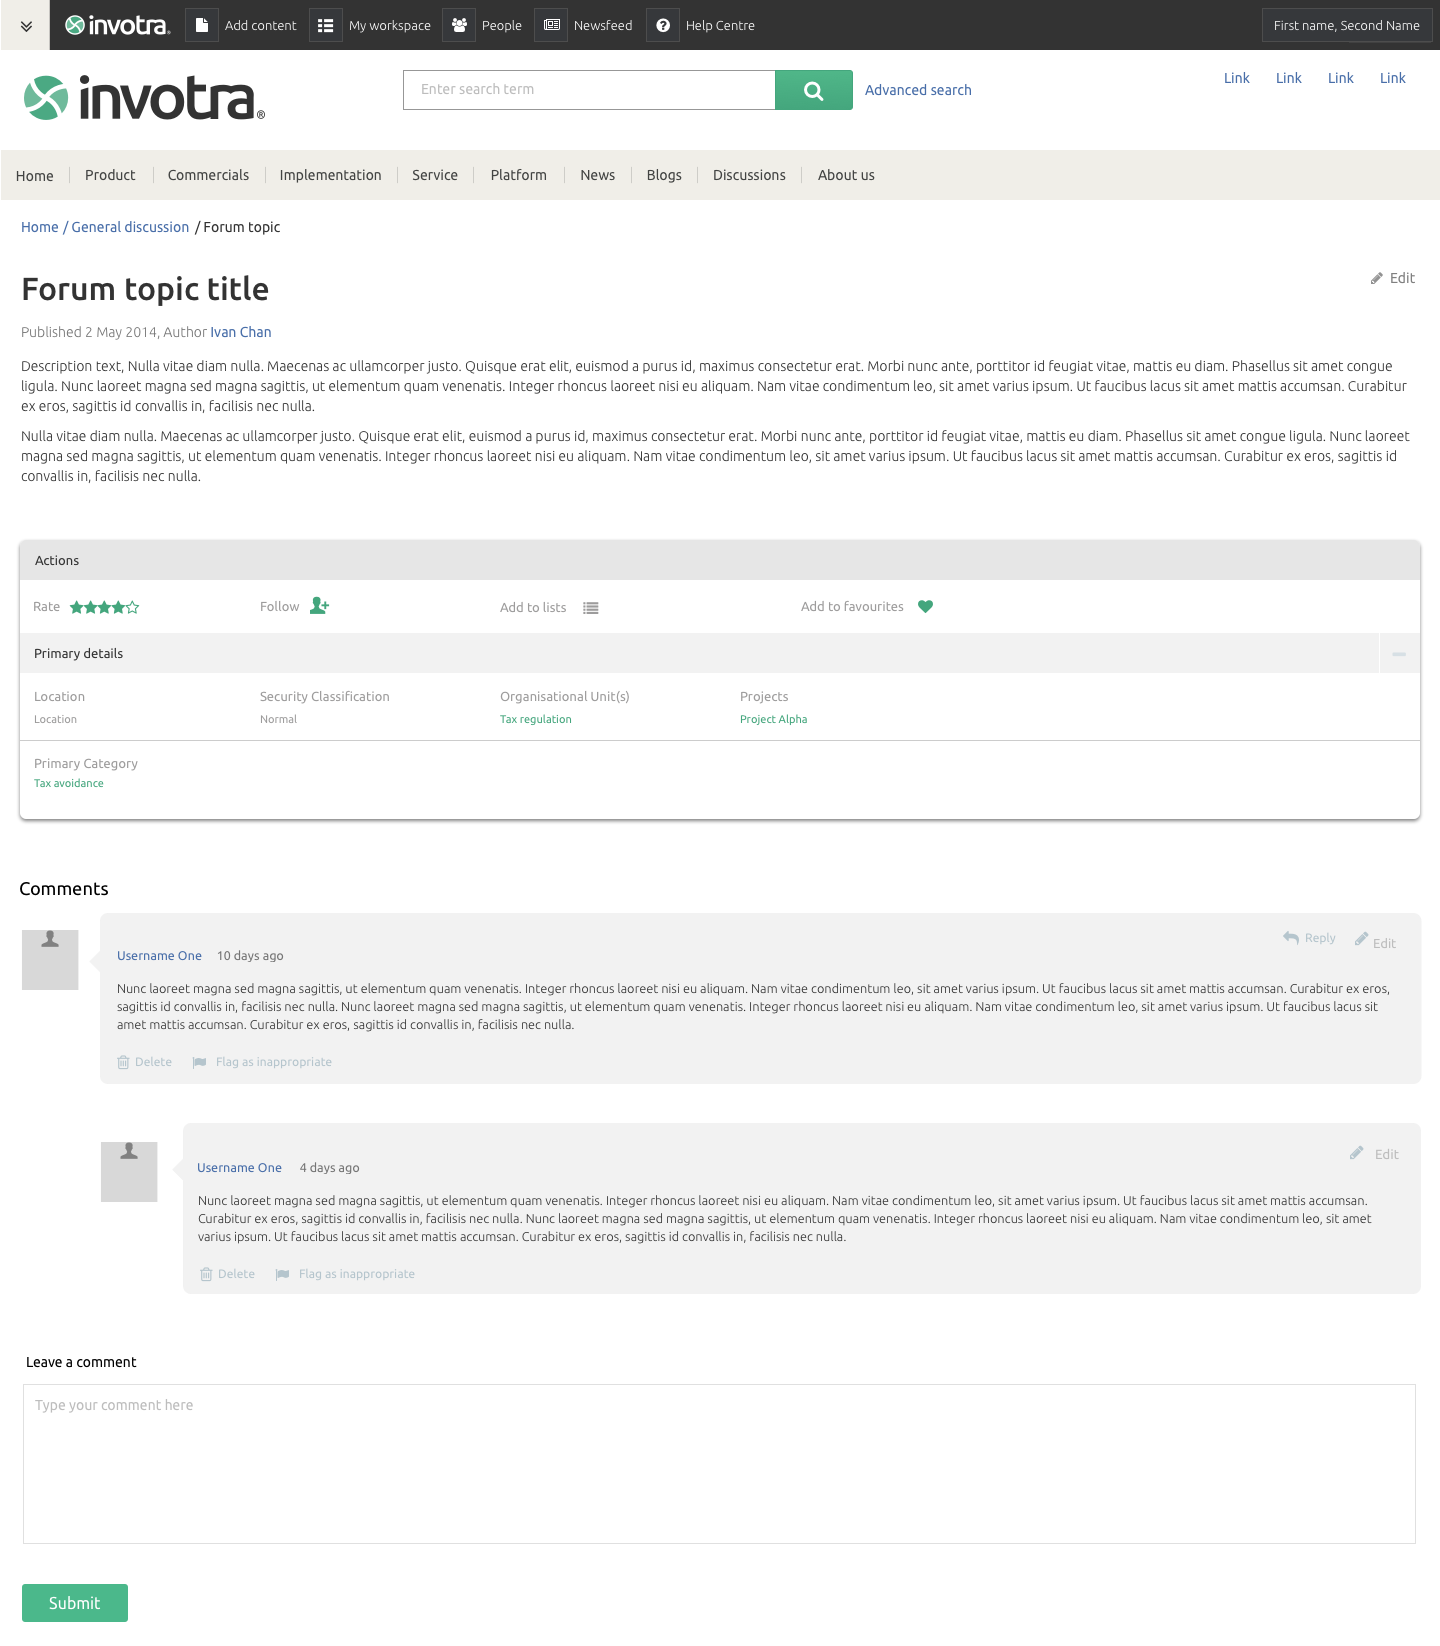 invotra.
Add content
My workspace
People
Newsfeed
Help Centre
First name, Second Name
invotra®
Enter search term
Advanced search
Link
Link
Link
Link
Home
Product
Commercials
Implementation
Service
Platform
News
Blogs
Discussions
About us
Home / General discussion / Forum topic
Forum topic title
Edit
Published 2 May 2014, Author Ivan Chan
Description text, Nulla vitae diam nulla. Maecenas ac ullamcorper justo. Quisque erat elit, euismod a purus id, maximus consectetur erat. Morbi nunc ante, porttitor id feugiat vitae, mattis eu diam. Phasellus sit amet congue
ligula. Nunc laoreet magna sed magna sagittis, ut elementum quam venenatis. Integer rhoncus laoreet nisi eu aliquam. Nam vitae condimentum leo, sit amet varius ipsum. Ut faucibus lacus sit amet mattis accumsan. Curabitur
ex eros, sagittis id convallis in, facilisis nec nulla.
Nulla vitae diam nulla. Maecenas ac ullamcorper justo. Quisque erat elit, euismod a purus id, maximus consectetur erat. Morbi nunc ante, porttitor id feugiat vitae, mattis eu diam. Phasellus sit amet congue ligula. Nunc laoreet
magna sed magna sagittis, ut elementum quam venenatis. Integer rhoncus laoreet nisi eu aliquam. Nam vitae condimentum leo, sit amet varius ipsum. Ut faucibus lacus sit amet mattis accumsan. Curabitur ex eros, sagittis id
convallis in, facilisis nec nulla.
Actions
Rate
Follow
Add to lists
Add to favourites
Primary details
Location
Security Classification
Organisational Unit(s)
Projects
Location
Normal
Tax regulation
Project Alpha
Primary Category
Tax avoidance
Comments
Reply
Edit
Username One 10 days ago
Nunc laoreet magna sed magna sagittis, ut elementum quam venenatis. Integer rhoncus laoreet nisi eu aliquam. Nam vitae condimentum leo, sit amet varius ipsum. Ut faucibus lacus sit amet mattis accumsan. Curabitur ex eros,
sagittis id convallis in, facilisis nec nulla. Nunc laoreet magna sed magna sagittis, ut elementum quam venenatis. Integer rhoncus laoreet nisi eu aliquam. Nam vitae condimentum leo, sit amet varius ipsum. Ut faucibus lacus sit
amet mattis accumsan. Curabitur ex eros, sagittis id convallis in, facilisis nec nulla.
Delete
Flag as inappropriate
Edit
Username One 4 days ago
Nunc laoreet magna sed magna sagittis, ut elementum quam venenatis. Integer rhoncus laoreet nisi eu aliquam. Nam vitae condimentum leo, sit amet varius ipsum. Ut faucibus lacus sit amet mattis accumsan.
Curabitur ex eros, sagittis id convallis in, facilisis nec nulla. Nunc laoreet magna sed magna sagittis, ut elementum quam venenatis. Integer rhoncus laoreet nisi eu aliquam. Nam vitae condimentum leo, sit amet
varius ipsum. Ut faucibus lacus sit amet mattis accumsan. Curabitur ex eros, sagittis id convallis in, facilisis nec nulla.
Delete
Flag as inappropriate
Leave a comment
Type your comment here
Submit